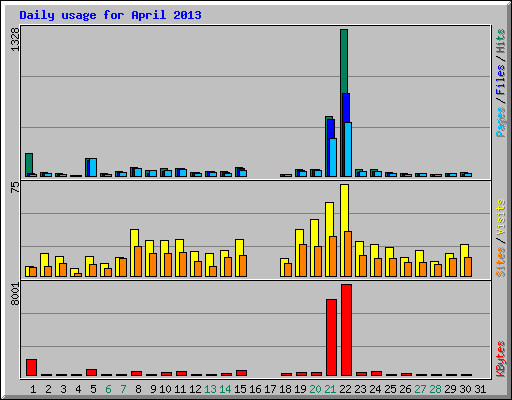 Daily usage for April 2013
1328
Pages / Files / Hits
75
Sites / Visits
8001
KBytes
1 2 3 4 5 6 7 8 9 10 11 12 13 14 15 16 17 18 19 20 21 22 23 24 25 26 27 28 29 30 31